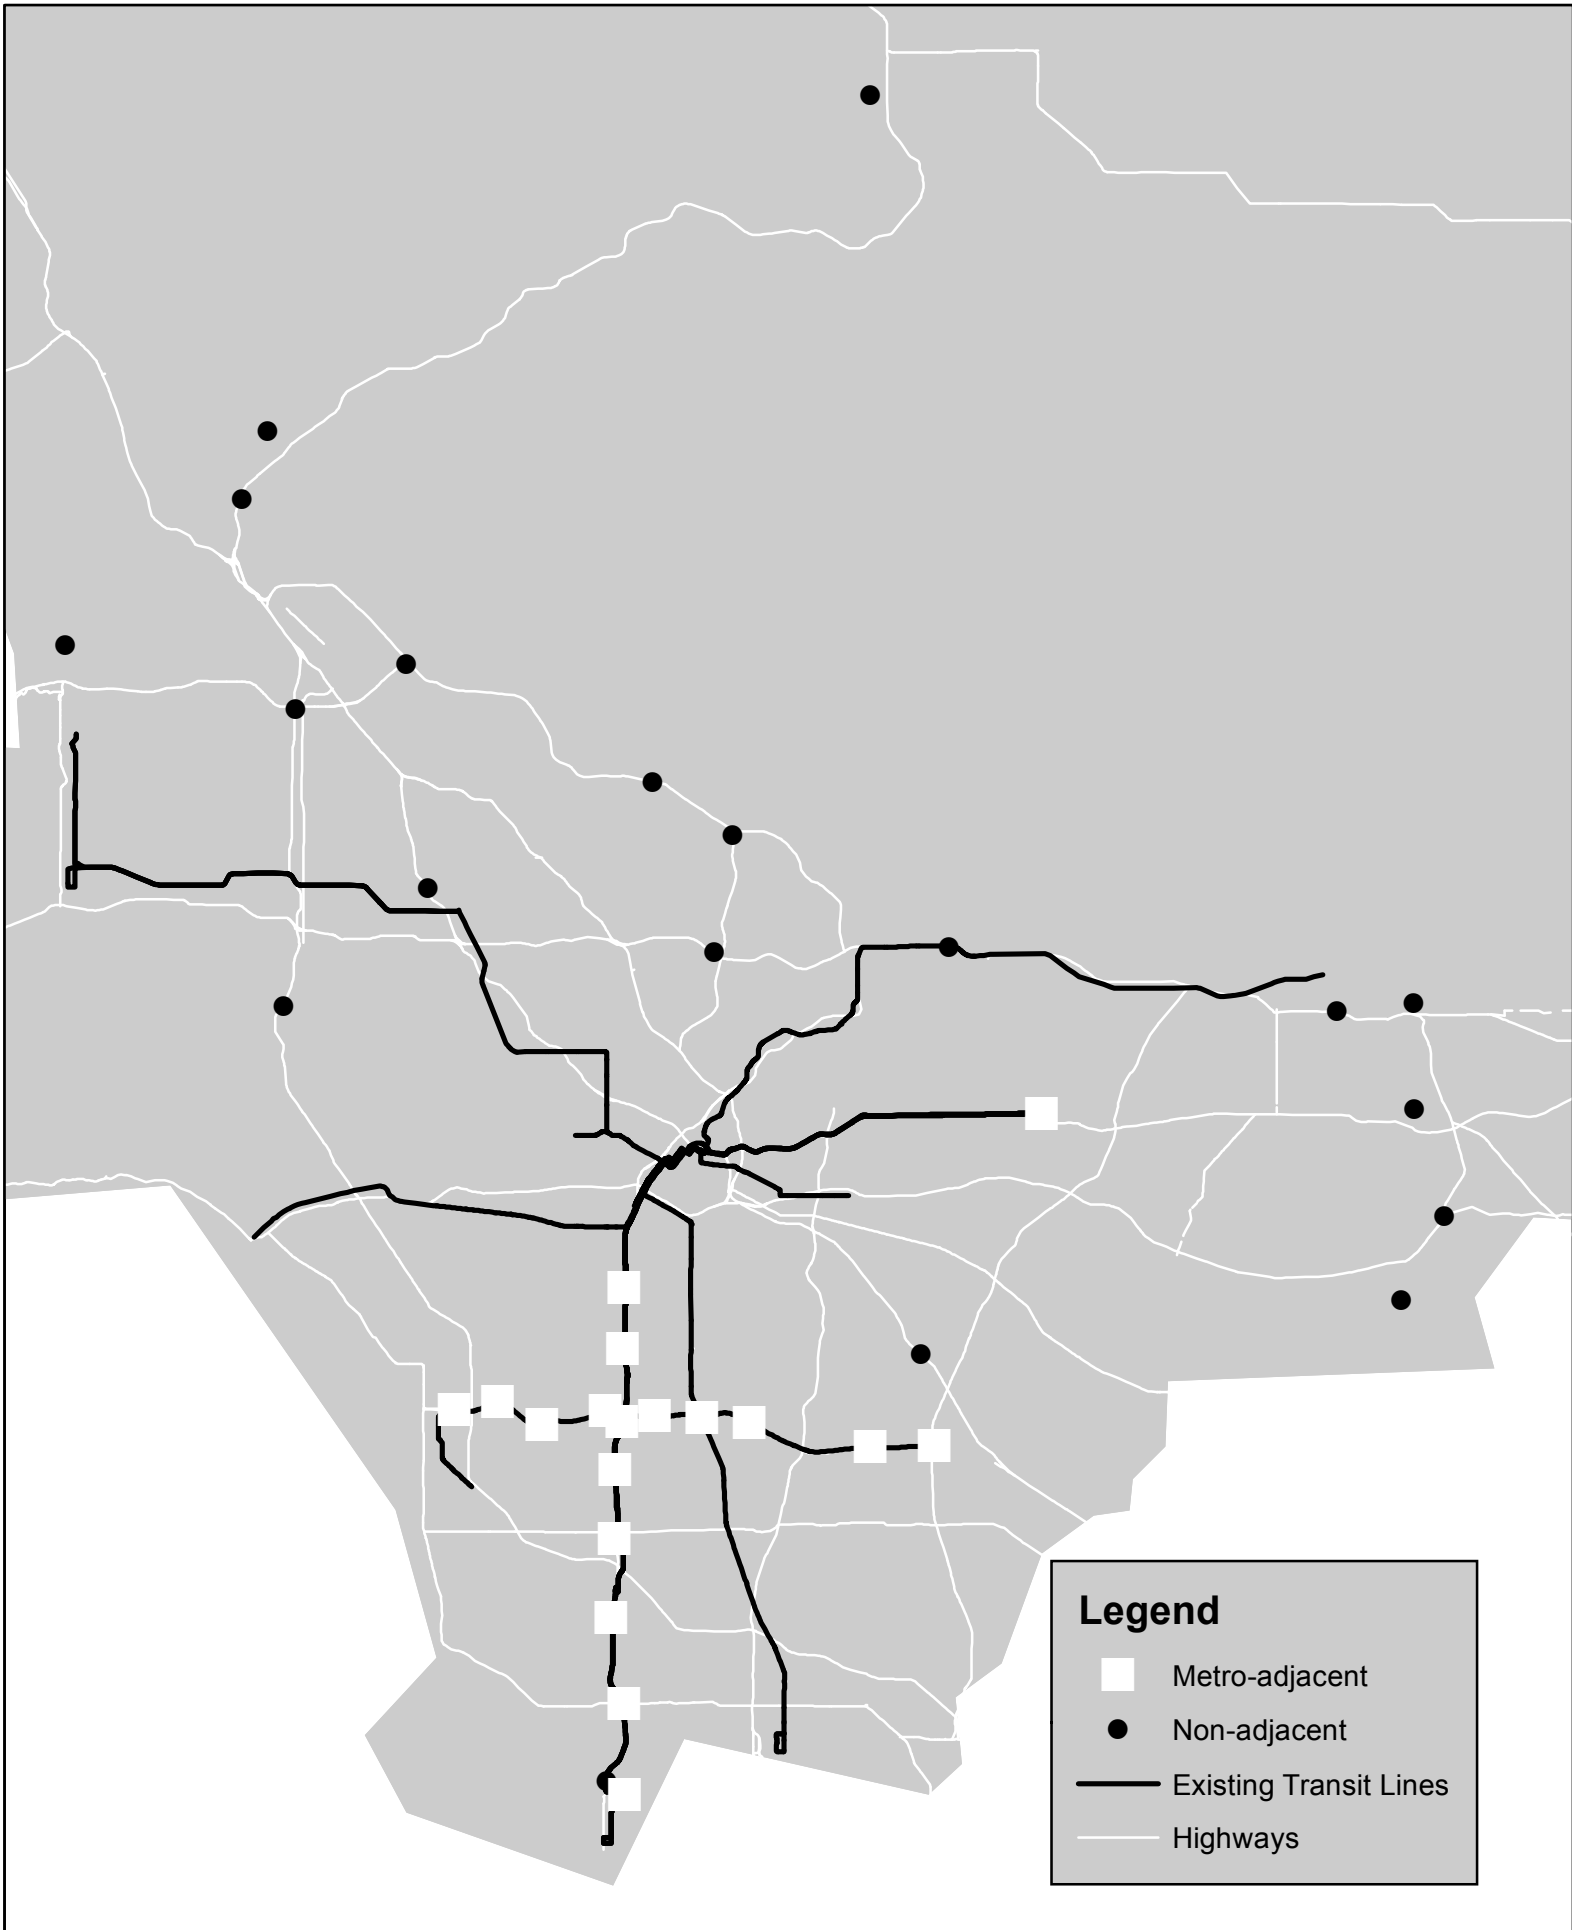 Legend
Metro-adjacent
Non-adjacent
Existing Transit Lines
Highways